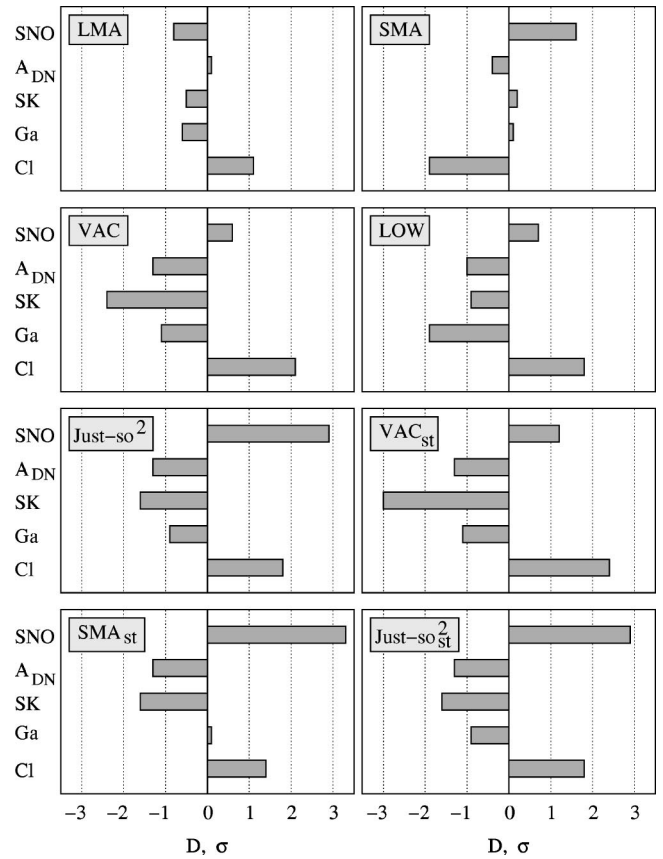 LMA
SMA
SNO
A_DN
SK
Ga
Cl
VAC
LOW
SNO
A_DN
SK
Ga
Cl
Just−so²
VAC_st
SNO
A_DN
SK
Ga
Cl
SMA_st
Just−so²_st
SNO
A_DN
SK
Ga
Cl
−3 −2 −1 0 1 2 3 −3 −2 −1 0 1 2 3
D, σ D, σ